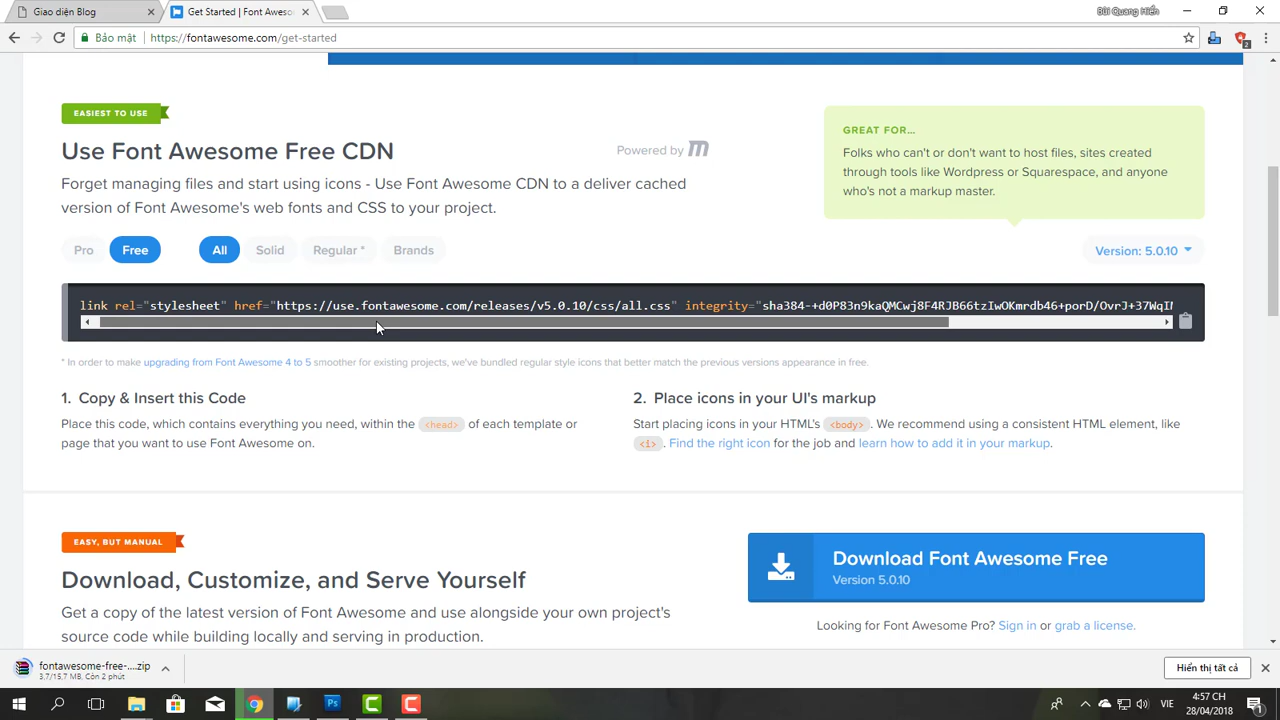 Giao diện Blog
Get Started | Font Aweso
Bùi Quang Hiển
Bảo mật
https://fontawesome.com/get-started
2
EASIEST TO USE
Use Font Awesome Free CDN
Powered by
Forget managing files and start using icons - Use Font Awesome CDN to a deliver cached
version of Font Awesome's web fonts and CSS to your project.
GREAT FOR...
Folks who can't or don't want to host files, sites created
through tools like Wordpress or Squarespace, and anyone
who's not a markup master.
Pro
Free
All
Solid
Regular *
Brands
Version: 5.0.10
link rel="stylesheet" href="https://use.fontawesome.com/releases/v5.0.10/css/all.css" integrity="sha384-+d0P83n9kaQMCwj8F4RJB66tzIwOKmrdb46+porD/OvrJ+37WqIM
* In order to make upgrading from Font Awesome 4 to 5 smoother for existing projects, we've bundled regular style icons that better match the previous versions appearance in free.
1. Copy & Insert this Code
Place this code, which contains everything you need, within the <head> of each template or
page that you want to use Font Awesome on.
2. Place icons in your UI's markup
Start placing icons in your HTML's <body>. We recommend using a consistent HTML element, like
<i>. Find the right icon for the job and learn how to add it in your markup.
EASY, BUT MANUAL
Download, Customize, and Serve Yourself
Get a copy of the latest version of Font Awesome and use alongside your own project's
source code while building locally and serving in production.
Download Font Awesome Free
Version 5.0.10
Looking for Font Awesome Pro? Sign in or grab a license.
fontawesome-free-....zip
3,7/15,7 MB, Còn 2 phút
Hiển thị tất cả
Ps
VIE
4:57 CH
28/04/2018
1